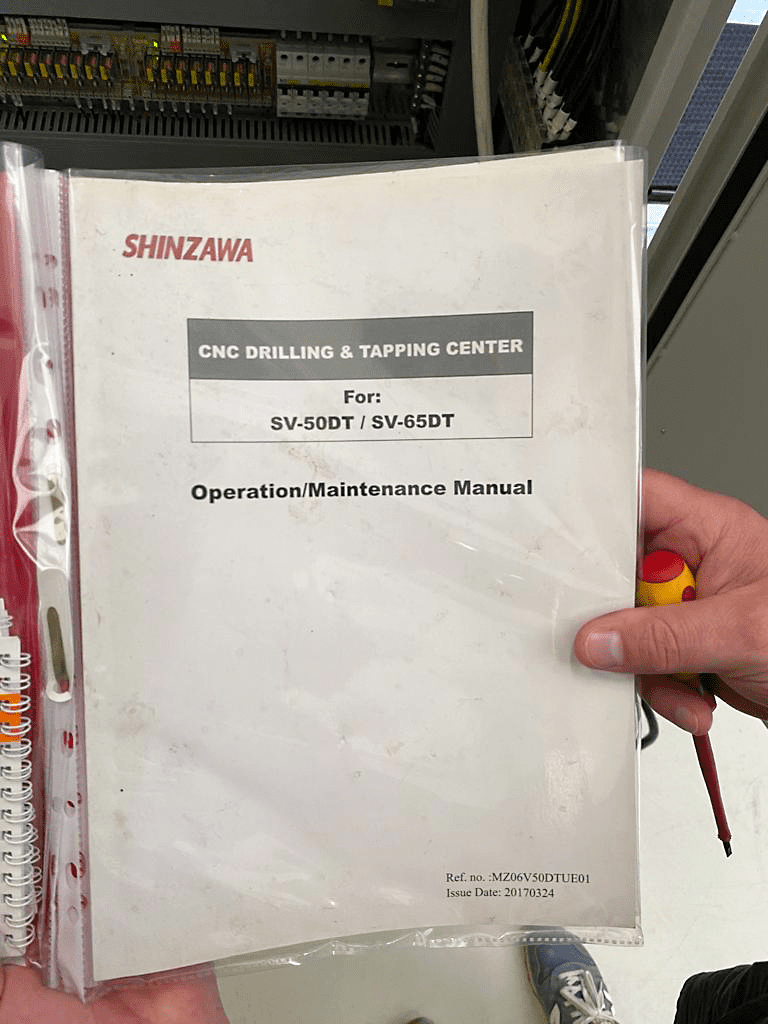 SHINZAWA
CNC DRILLING & TAPPING CENTER
For:
SV-50DT / SV-65DT
Operation/Maintenance Manual
Ref. no. :MZ06V50DTUE01
Issue Date: 20170324